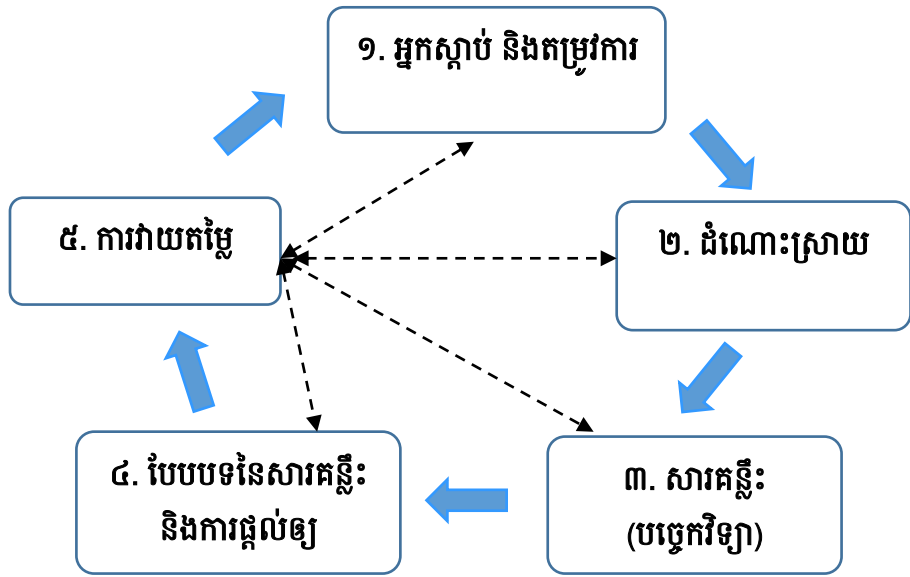 ១. អ្នកស្តាប់ និងតម្រូវការ
២. ដំណោះស្រាយ
៣. សារគន្លឹះ
(បច្ចេកវិទ្យា)
៤. បែបបទនៃសារគន្លឹះ
និងការផ្តល់ឲ្យ
៥. ការវាយតម្លៃ